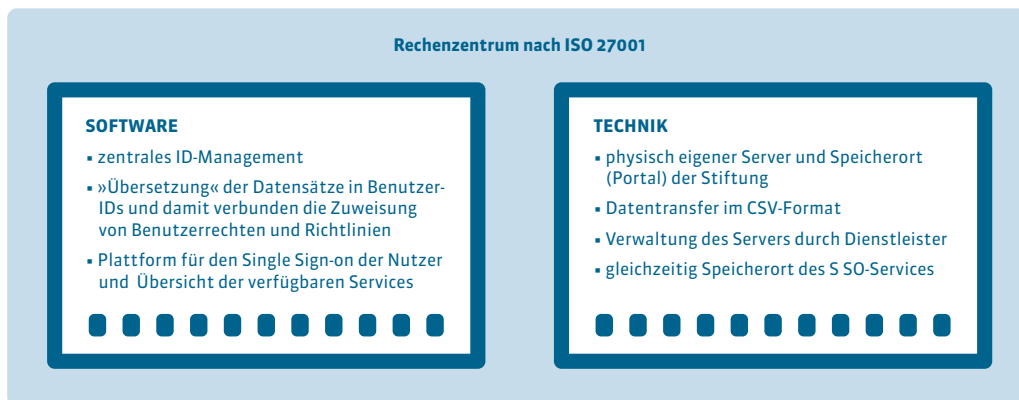 Rechenzentrum nach ISO 27001
SOFTWARE
▪ zentrales ID-Management
▪ »Übersetzung« der Datensätze in Benutzer-
IDs und damit verbunden die Zuweisung
von Benutzerrechten und Richtlinien
▪ Plattform für den Single Sign-on der Nutzer
und  Übersicht der verfügbaren Services
TECHNIK
▪ physisch eigener Server und Speicherort
(Portal) der Stiftung
▪ Datentransfer im CSV-Format
▪ Verwaltung des Servers durch Dienstleister
▪ gleichzeitig Speicherort des S SO-Services